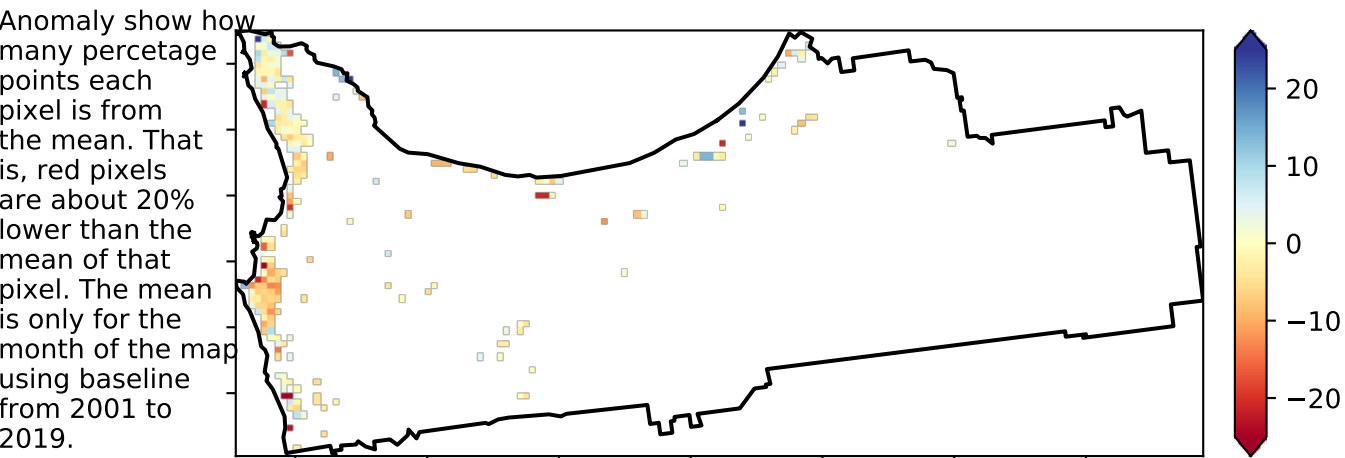 Anomaly show how
many percetage
points each
pixel is from
the mean. That
is, red pixels
are about 20%
lower than the
mean of that
pixel. The mean
is only for the
month of the map
using baseline
from 2001 to
2019.
20
10
0
−10
−20